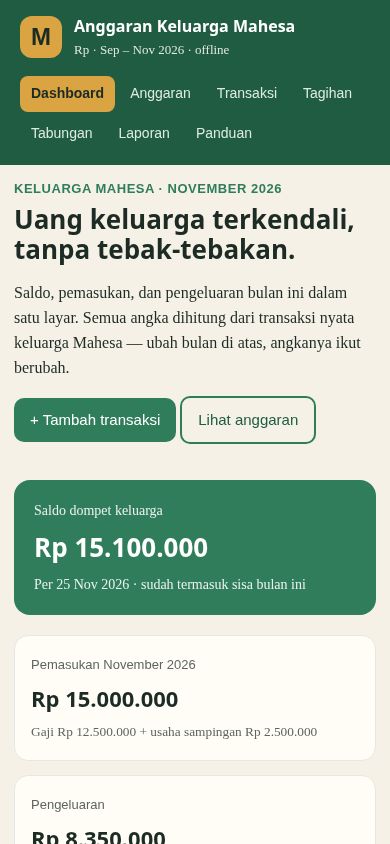 M
Anggaran Keluarga Mahesa
Rp · Sep – Nov 2026 · offline
Dashboard Anggaran Transaksi Tagihan
Tabungan Laporan Panduan
KELUARGA MAHESA · NOVEMBER 2026
Uang keluarga terkendali,
tanpa tebak-tebakan.
Saldo, pemasukan, dan pengeluaran bulan ini dalam
satu layar. Semua angka dihitung dari transaksi nyata
keluarga Mahesa — ubah bulan di atas, angkanya ikut
berubah.
+ Tambah transaksi Lihat anggaran
Saldo dompet keluarga
Rp 15.100.000
Per 25 Nov 2026 · sudah termasuk sisa bulan ini
Pemasukan November 2026
Rp 15.000.000
Gaji Rp 12.500.000 + usaha sampingan Rp 2.500.000
Pengeluaran
Rp 8.350.000